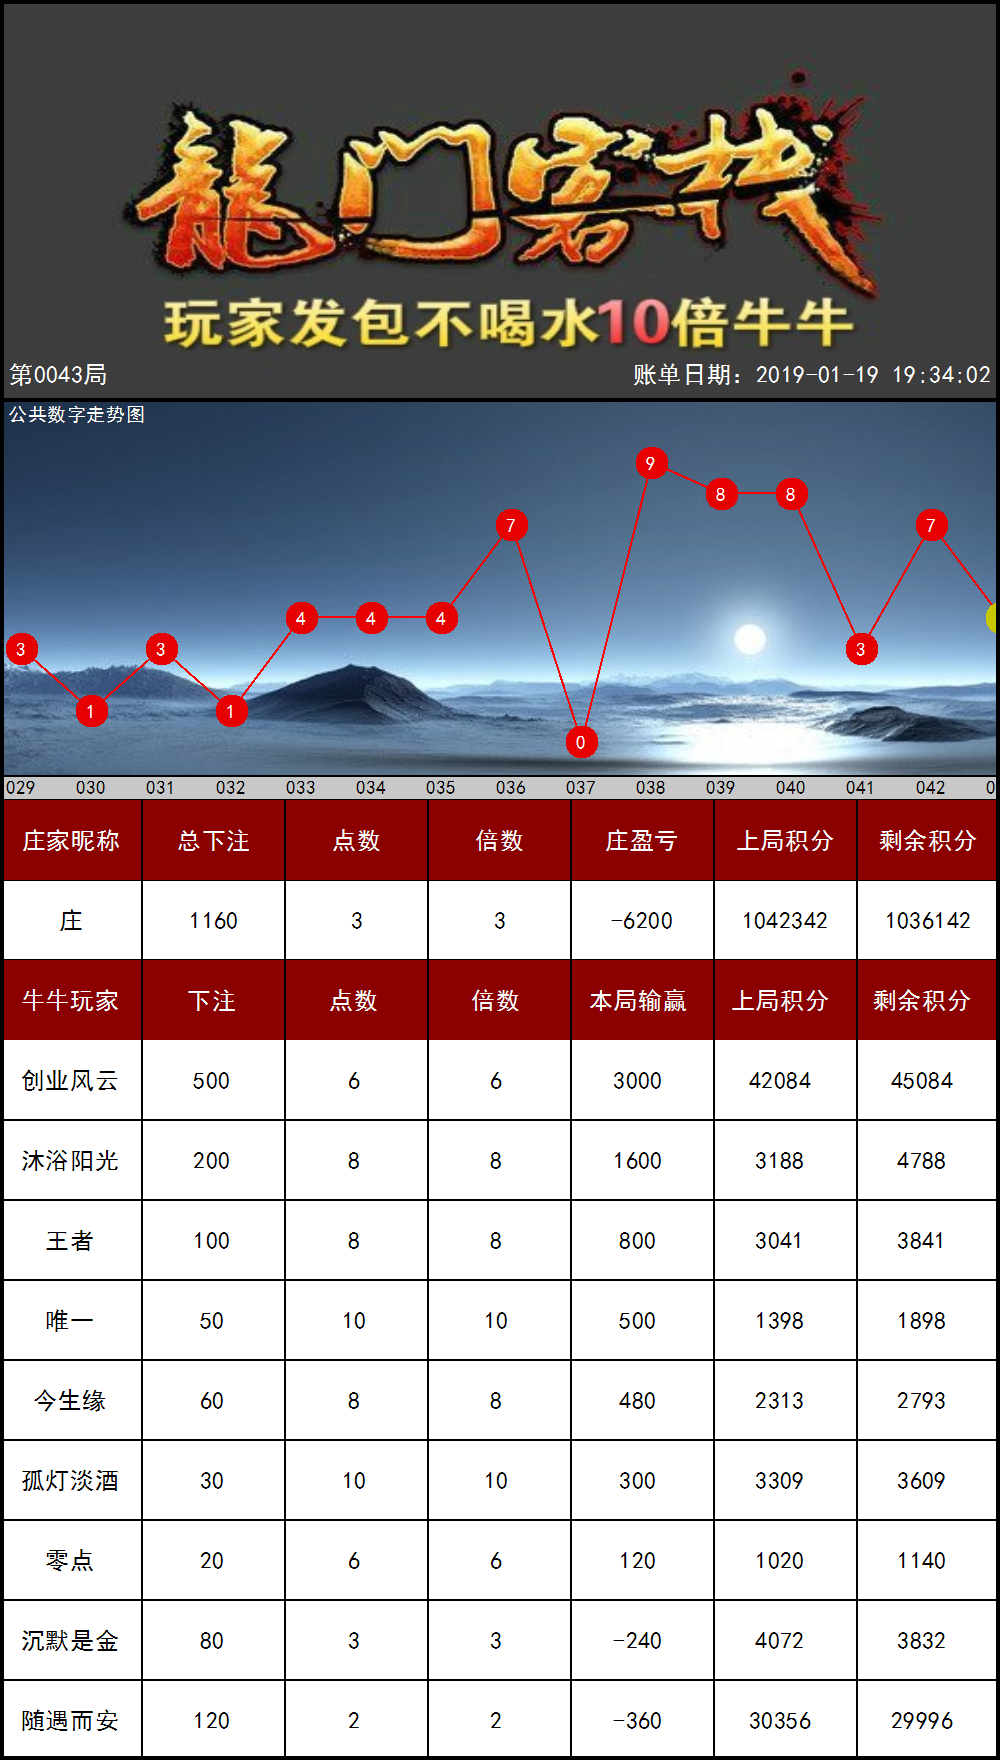 龍门客栈
玩家发包不喝水10倍牛牛
第0043局 账单日期：2019-01-19 19:34:02
公共数字走势图
3 1 3 1 4 4 4 7 0 9 8 8 3 7
029 030 031 032 033 034 035 036 037 038 039 040 041 042 0
庄家昵称 总下注 点数 倍数 庄盈亏 上局积分 剩余积分
庄 1160 3 3 -6200 1042342 1036142
牛牛玩家 下注 点数 倍数 本局输赢 上局积分 剩余积分
创业风云 500 6 6 3000 42084 45084
沐浴阳光 200 8 8 1600 3188 4788
王者 100 8 8 800 3041 3841
唯一 50 10 10 500 1398 1898
今生缘 60 8 8 480 2313 2793
孤灯淡酒 30 10 10 300 3309 3609
零点 20 6 6 120 1020 1140
沉默是金 80 3 3 -240 4072 3832
随遇而安 120 2 2 -360 30356 29996